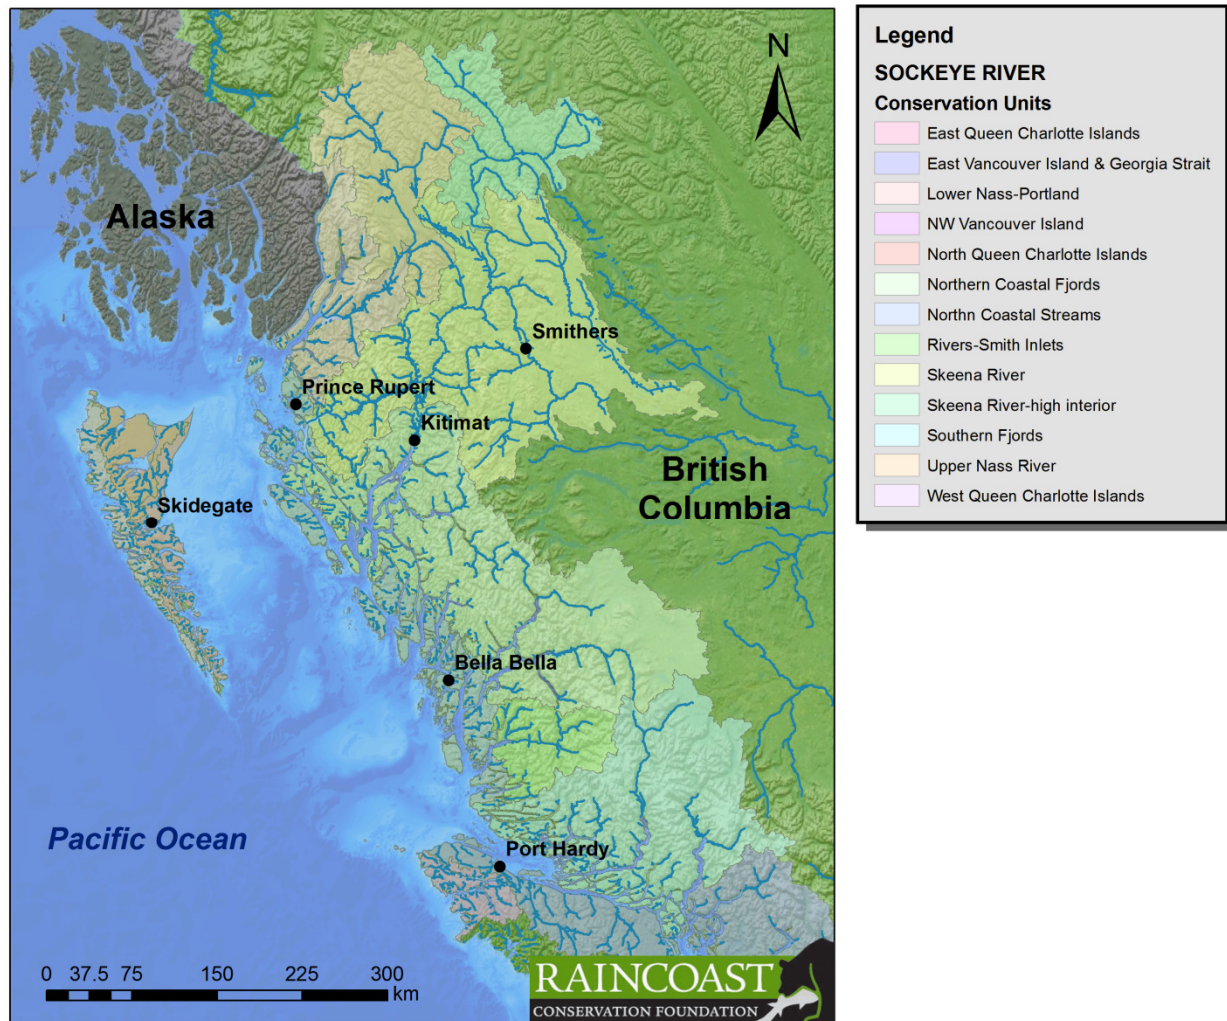 N
Alaska
Smithers
Prince Rupert
Kitimat
British
Columbia
Skidegate
Bella Bella
Pacific Ocean
Port Hardy
0 37.5 75 150 225 300
km
RAINCOAST
CONSERVATION FOUNDATION
Legend
SOCKEYE RIVER
Conservation Units
East Queen Charlotte Islands
East Vancouver Island & Georgia Strait
Lower Nass-Portland
NW Vancouver Island
North Queen Charlotte Islands
Northern Coastal Fjords
Northn Coastal Streams
Rivers-Smith Inlets
Skeena River
Skeena River-high interior
Southern Fjords
Upper Nass River
West Queen Charlotte Islands